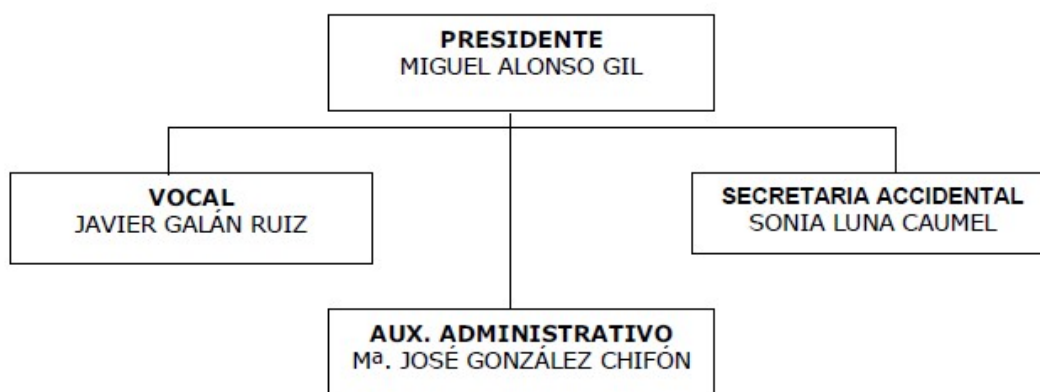 PRESIDENTE
MIGUEL ALONSO GIL
VOCAL
JAVIER GALÁN RUIZ
SECRETARIA ACCIDENTAL
SONIA LUNA CAUMEL
AUX. ADMINISTRATIVO
Mª. JOSÉ GONZÁLEZ CHIFÓN